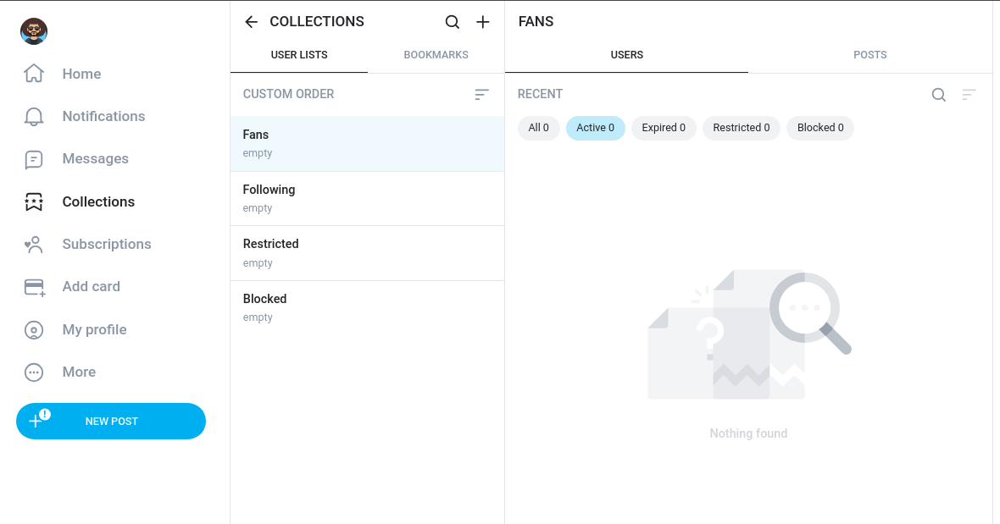 Home
Notifications
Messages
Collections
Subscriptions
Add card
My profile
More
NEW POST
COLLECTIONS
USER LISTS
BOOKMARKS
CUSTOM ORDER
Fans
empty
Following
empty
Restricted
empty
Blocked
empty
FANS
USERS
POSTS
RECENT
All 0
Active 0
Expired 0
Restricted 0
Blocked 0
?
Nothing found